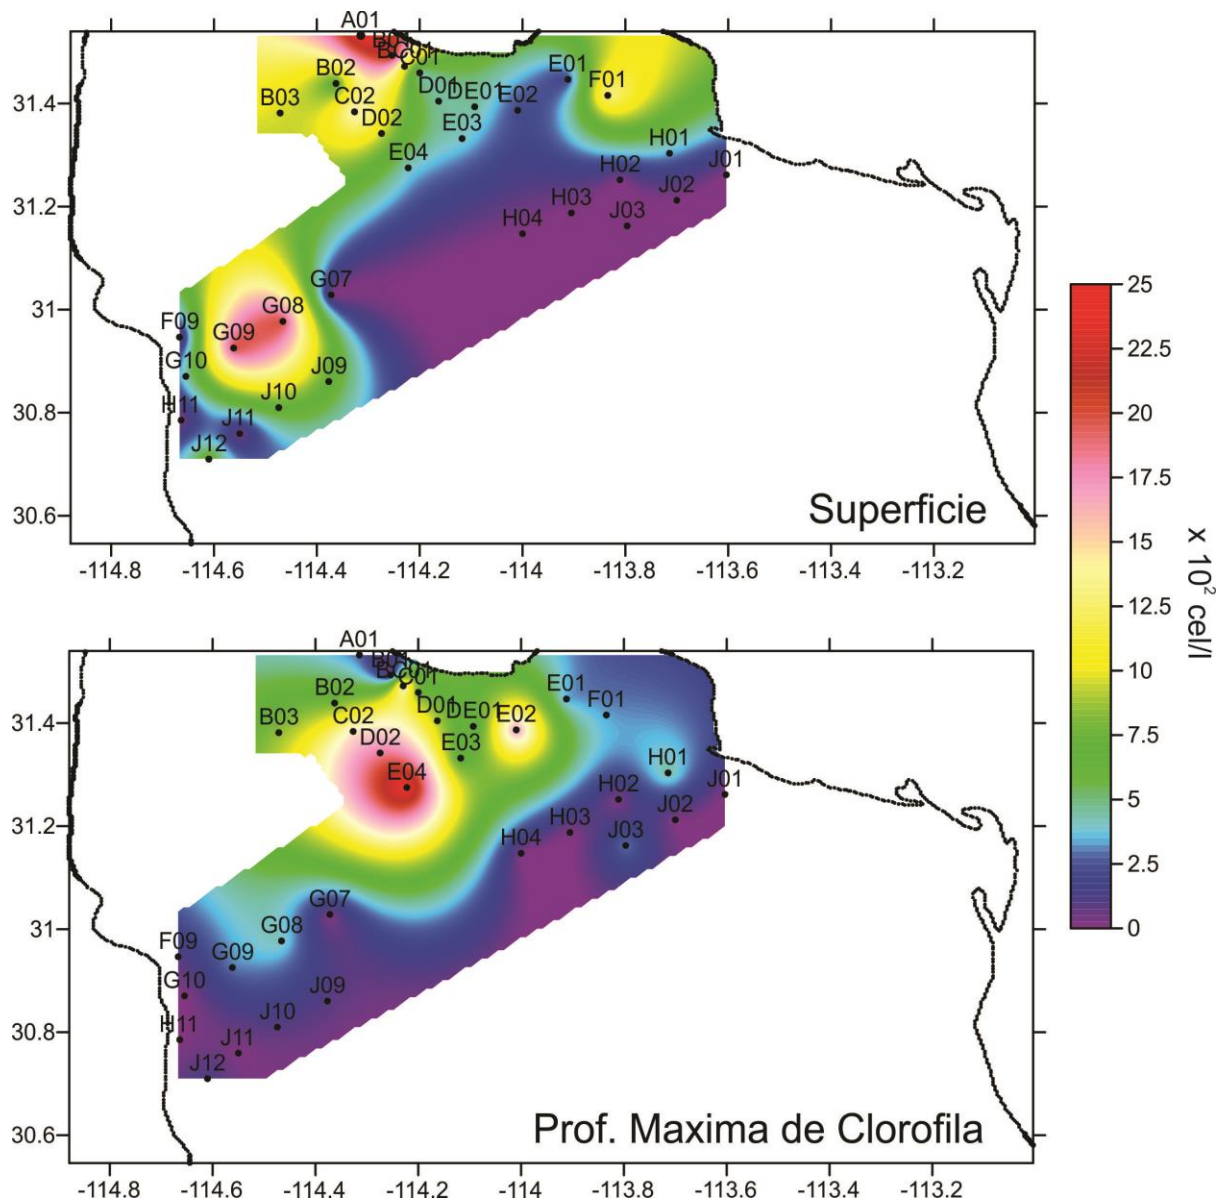 A01
B01
B C01
C01
B02
31.4
B03
C02
D01
DE01
E01
F01
D02
E02
E03
E04
H01
H02
J01
J02
31.2
H03
H04
J03
G07
31
F09
G08
G09
G10
J09
30.8
H11
J10
J11
J12
30.6
Superficie
-114.8
-114.6
-114.4
-114.2
-114
-113.8
-113.6
-113.4
-113.2
25
22.5
20
17.5
15
12.5
10
7.5
5
2.5
0
x 10² cel/l
A01
B01
C01
C01
B02
31.4
B03
C02
D01
DE01
E01
F01
D02
E02
E03
E04
H01
H02
J01
J02
31.2
H03
H04
J03
G07
31
F09
G08
G09
G10
J09
30.8
H11
J10
J11
J12
30.6
Prof. Maxima de Clorofila
-114.8
-114.6
-114.4
-114.2
-114
-113.8
-113.6
-113.4
-113.2